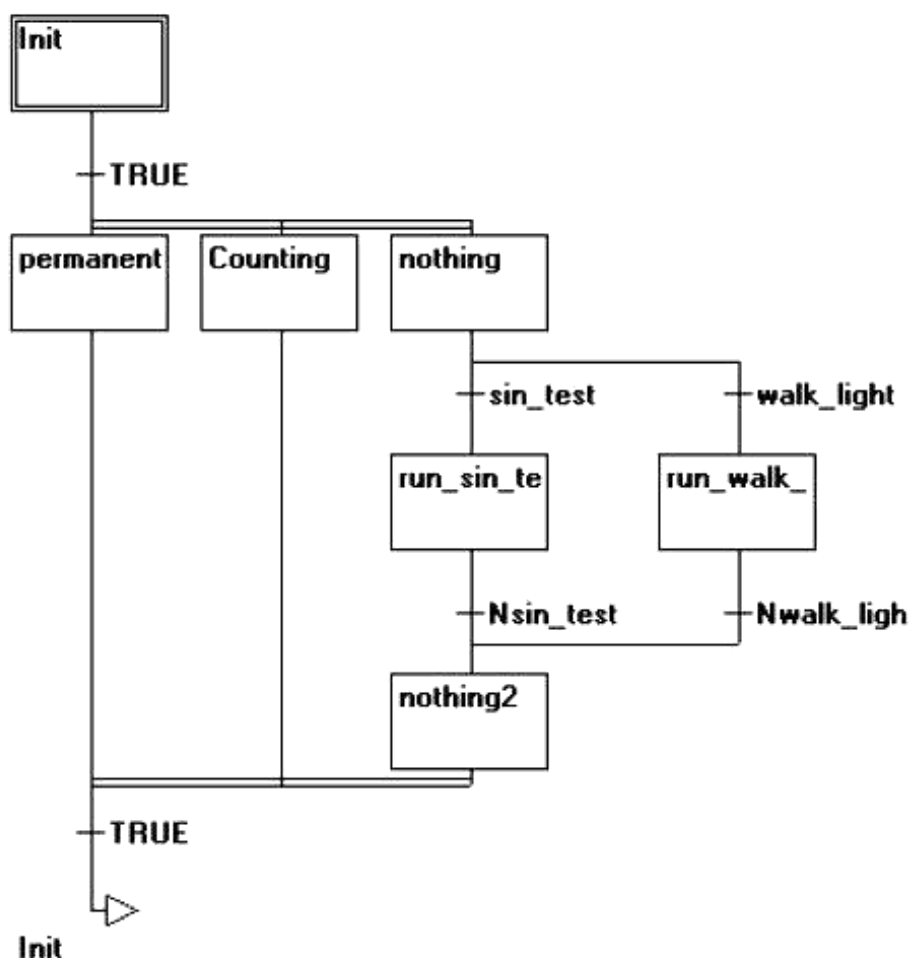 Init
TRUE
permanent
Counting
nothing
sin_test
walk_light
run_sin_te
run_walk_
Nsin_test
Nwalk_ligh
nothing2
TRUE
Init